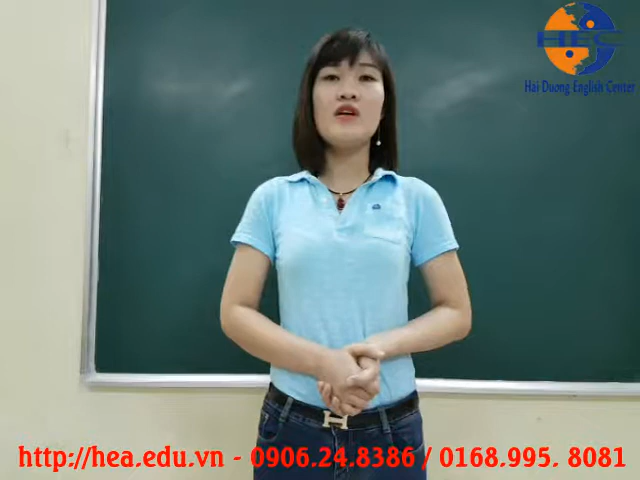 HEC
Hai Duong English Center
http://hea.edu.vn - 0906.24.8386 / 0168.995. 8081